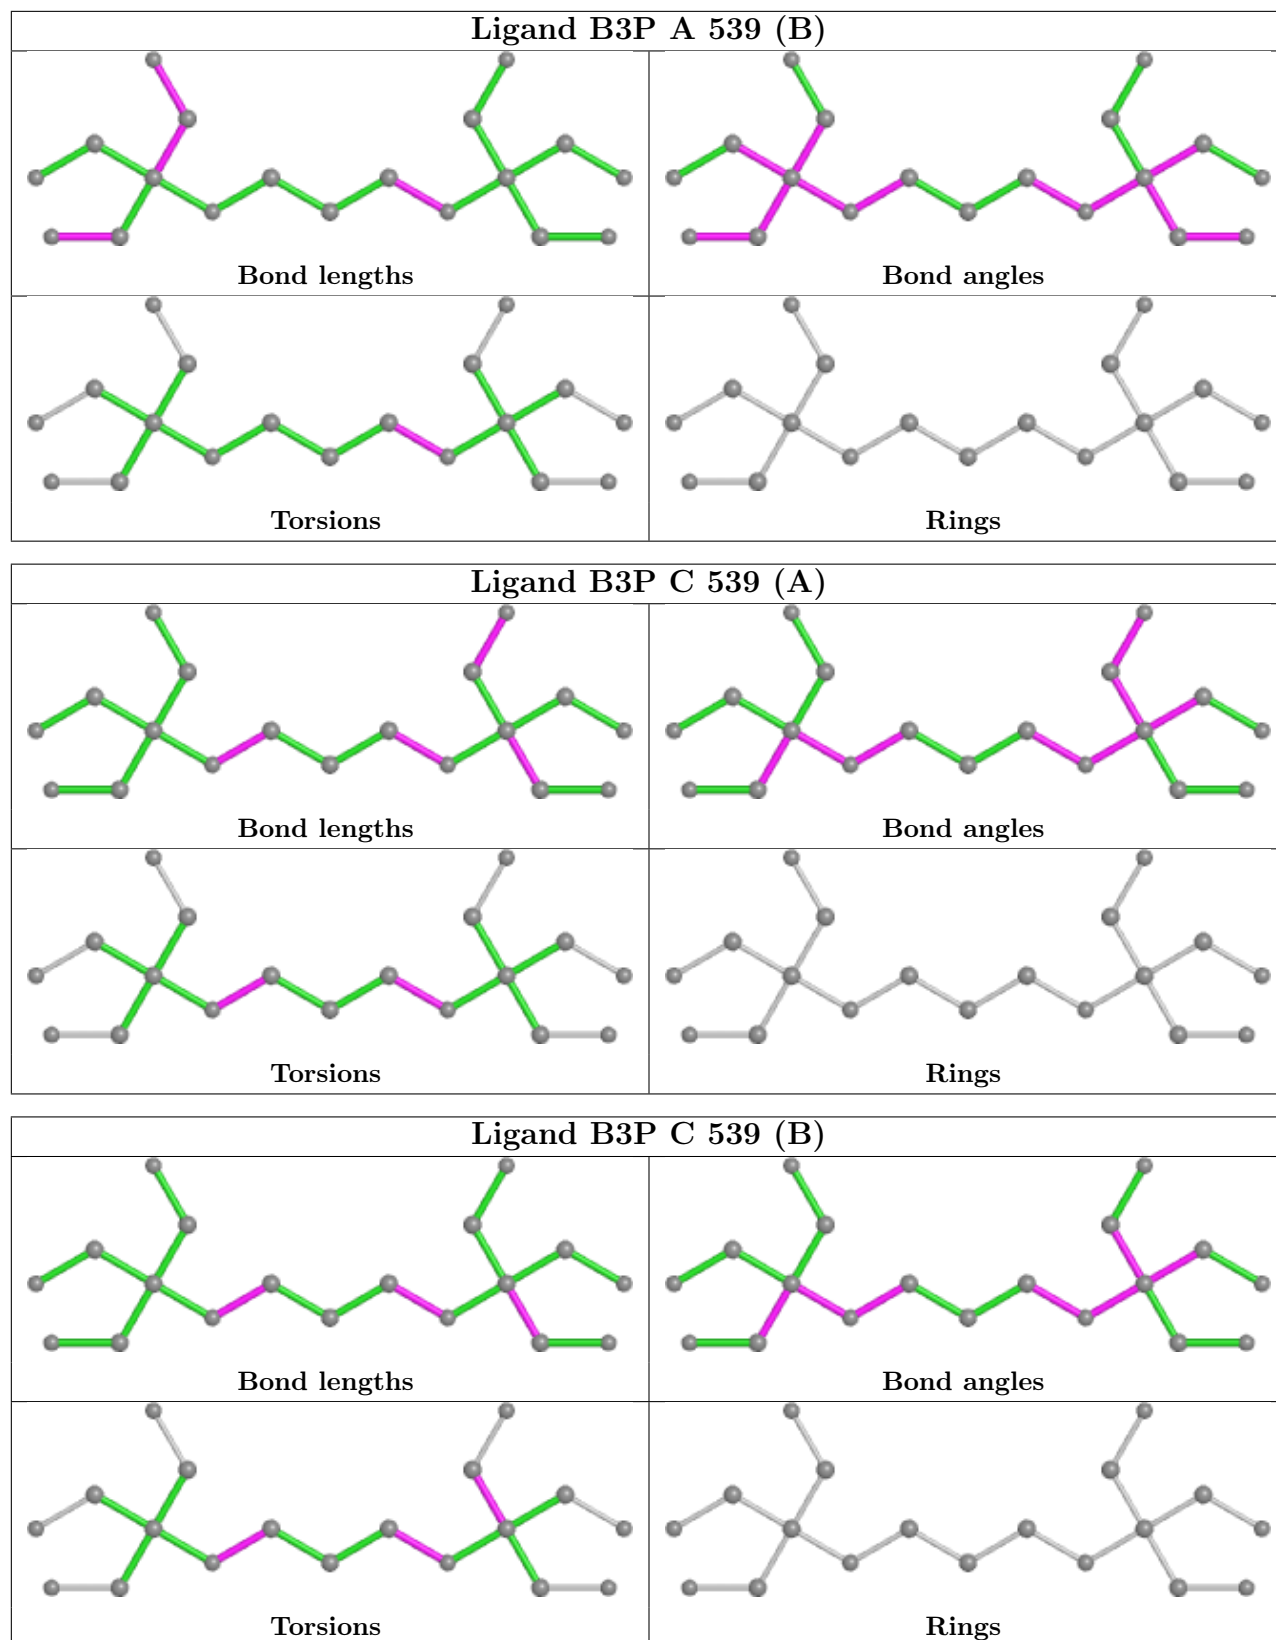 Ligand B3P A 539 (B)
Bond lengths
Bond angles
Torsions
Rings
Ligand B3P C 539 (A)
Bond lengths
Bond angles
Torsions
Rings
Ligand B3P C 539 (B)
Bond lengths
Bond angles
Torsions
Rings